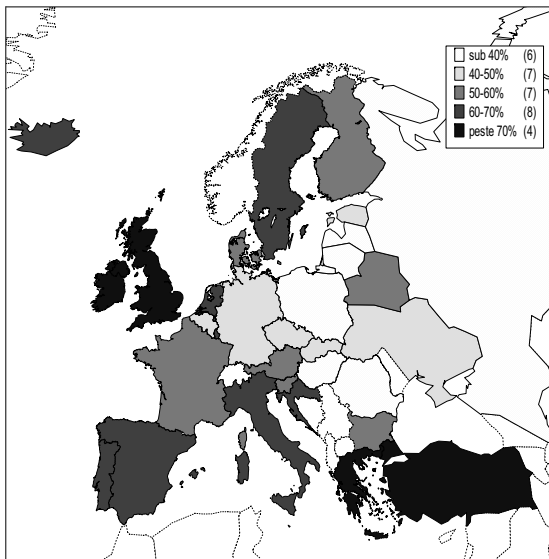 sub 40% (6)
40-50% (7)
50-60% (7)
60-70% (8)
peste 70% (4)